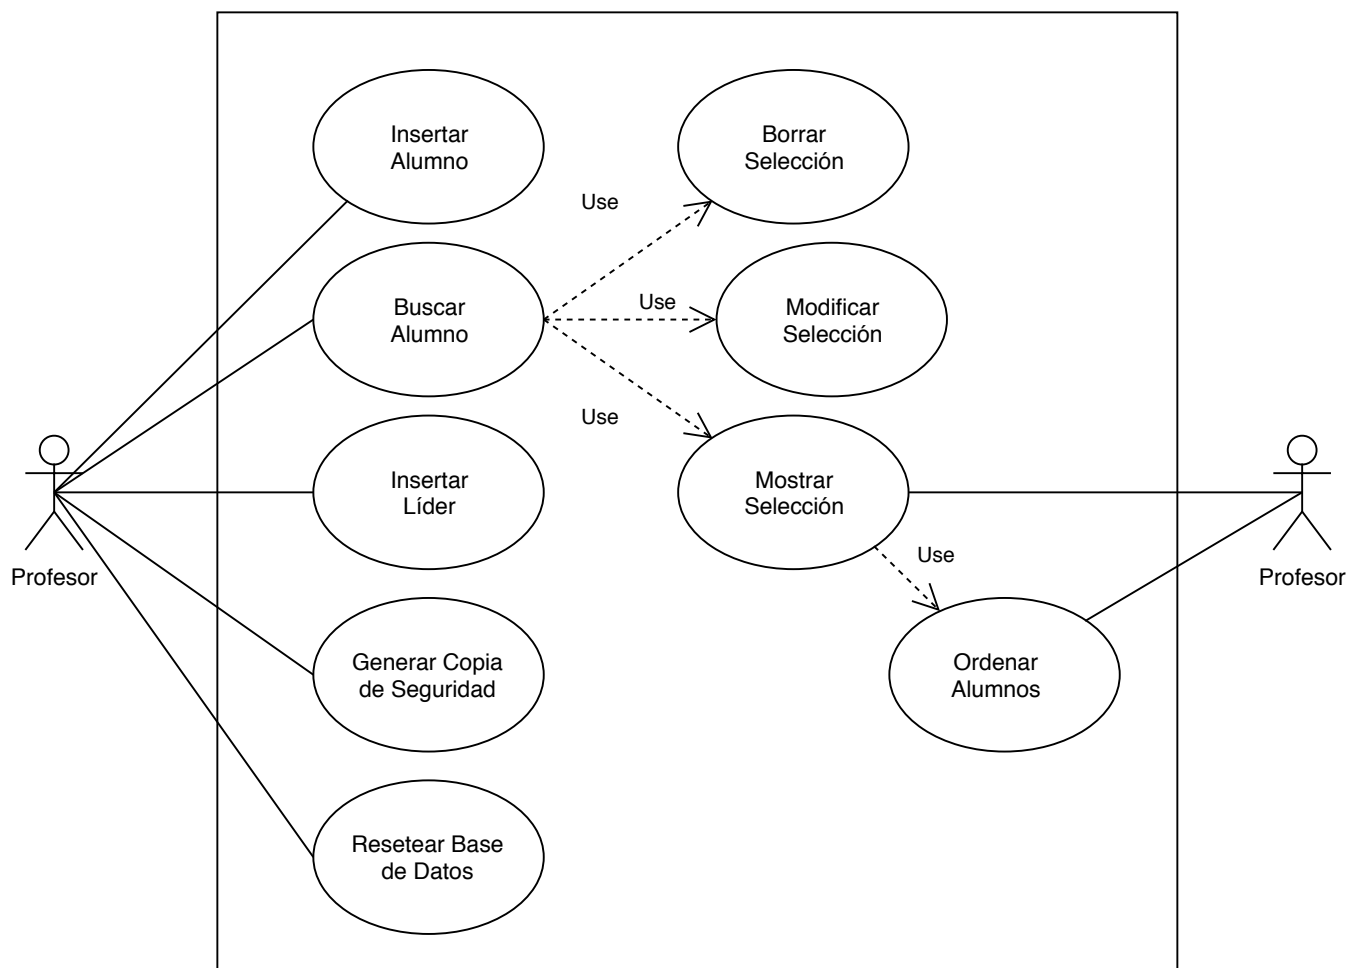 Insertar
Alumno
Borrar
Selección
Use
Buscar
Alumno
Use
Modificar
Selección
Use
Insertar
Líder
Mostrar
Selección
Use
Profesor
Profesor
Generar Copia
de Seguridad
Ordenar
Alumnos
Resetear Base
de Datos